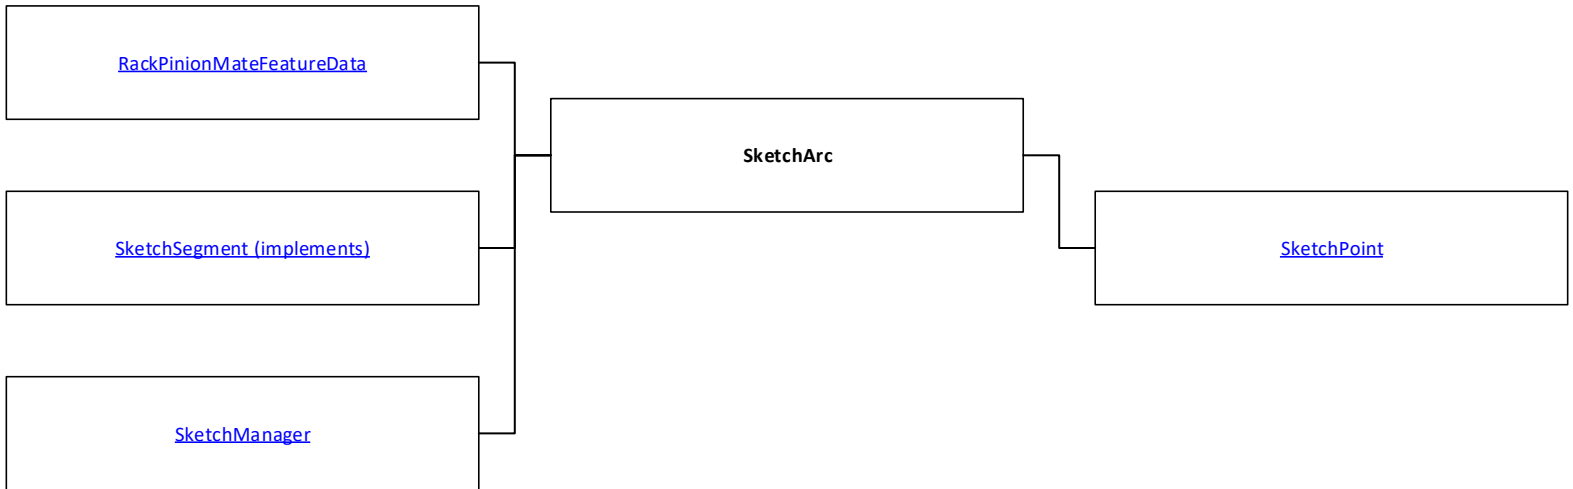 RackPinionMateFeatureData
SketchArc
SketchSegment (implements)
SketchPoint
SketchManager